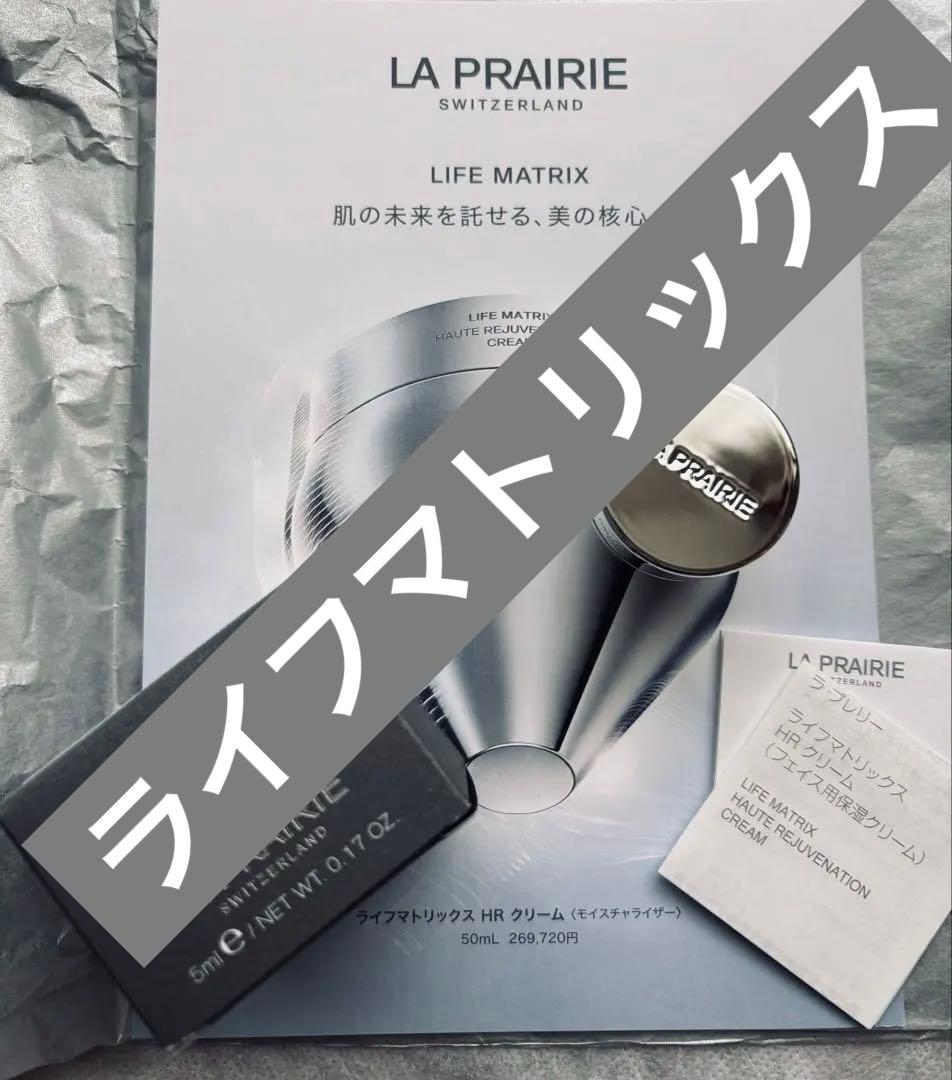 LA PRAIRIE
SWITZERLAND
LIFE MATRIX
肌の未来を託せる、美の核心
LIFE MATRIX
HAUTE
CREAM
ライフマトリックス
PRAIRIE
LA PRAIRIE
SWITZERLAND
ラ・プレリー
ライフマトリックス
HR クリーム
（フェイス用保湿クリーム）
LIFE MATRIX
HAUTE REJUVENATION
CREAM
PRAIRIE
SWITZERLAND
5ml e / NET WT. 0.17 OZ.
ライフマトリックス HR クリーム〈モイスチャライザー〉
50mL 269,720円